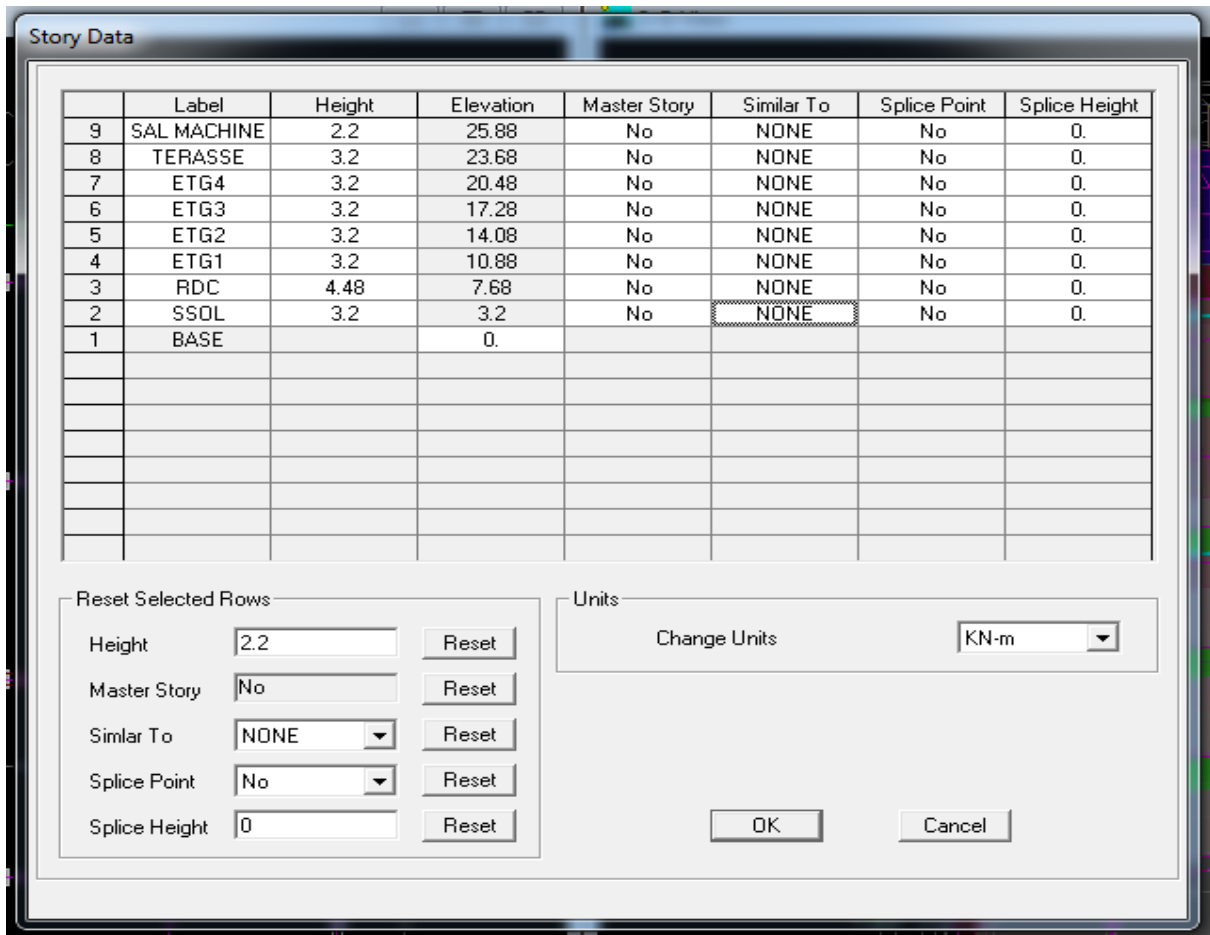 Story Data
Label Height Elevation Master Story Similar To Splice Point Splice Height
9 SAL MACHINE 2.2 25.88 No NONE No 0.
8 TERASSE 3.2 23.68 No NONE No 0.
7 ETG4 3.2 20.48 No NONE No 0.
6 ETG3 3.2 17.28 No NONE No 0.
5 ETG2 3.2 14.08 No NONE No 0.
4 ETG1 3.2 10.88 No NONE No 0.
3 RDC 4.48 7.68 No NONE No 0.
2 SSOL 3.2 3.2 No NONE No 0.
1 BASE 0.
Reset Selected Rows
Height 2.2 Reset
Master Story No Reset
Simlar To NONE Reset
Splice Point No Reset
Splice Height 0 Reset
Units
Change Units KN-m
OK Cancel